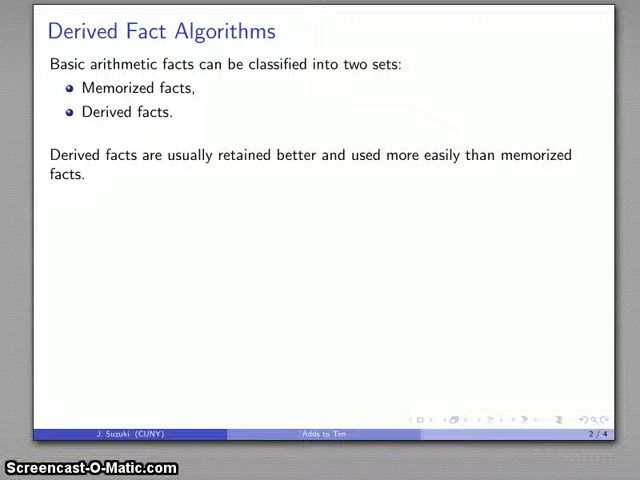 Derived Fact Algorithms
Basic arithmetic facts can be classified into two sets:
Memorized facts,
Derived facts.
Derived facts are usually retained better and used more easily than memorized
facts.
J. Suzuki (CUNY)
Adds to Ten
2 / 4
Screencast-O-Matic.com